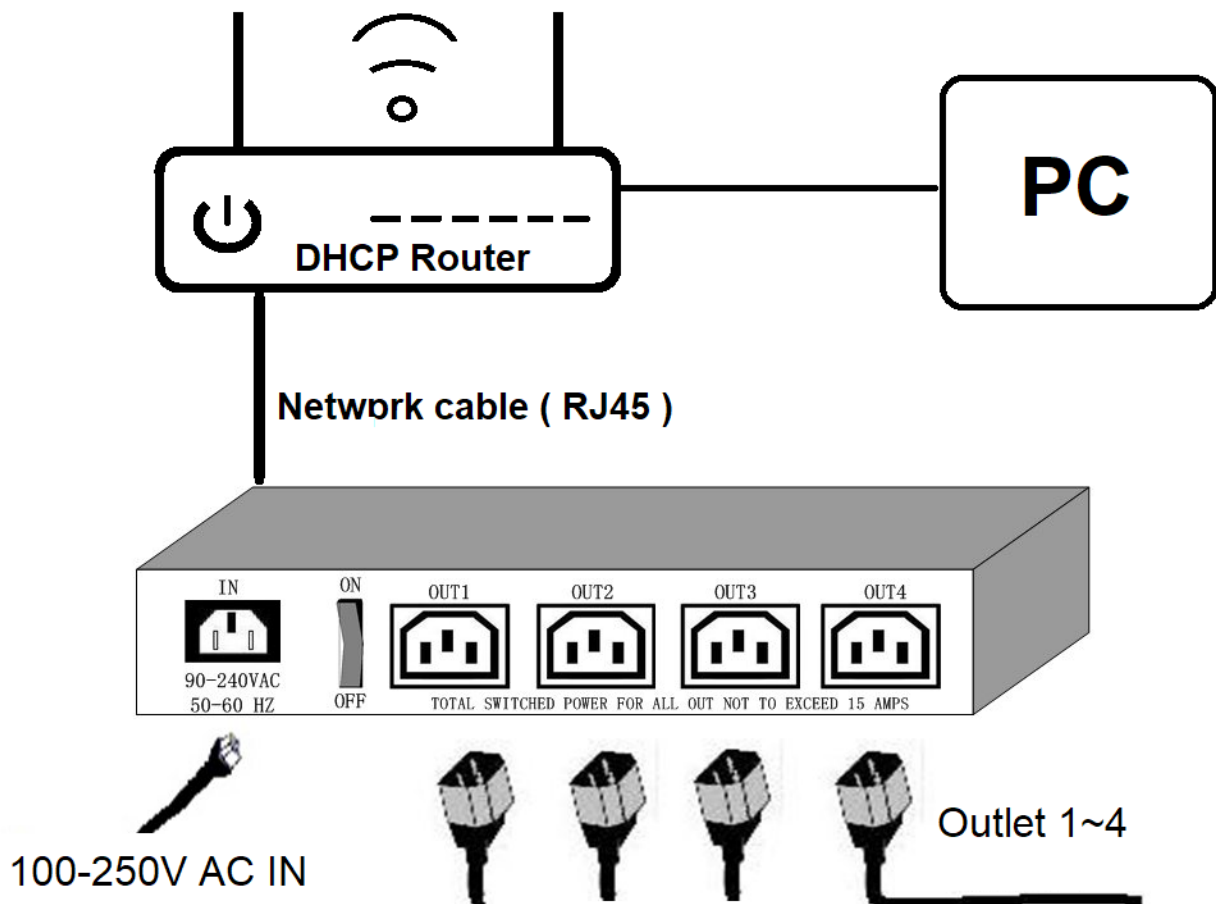 PC
DHCP Router
Network cable ( RJ45 )
IN
ON
OUT1
OUT2
OUT3
OUT4
90-240VAC
50-60 HZ
OFF
TOTAL SWITCHED POWER FOR ALL OUT NOT TO EXCEED 15 AMPS
Outlet 1~4
100-250V AC IN